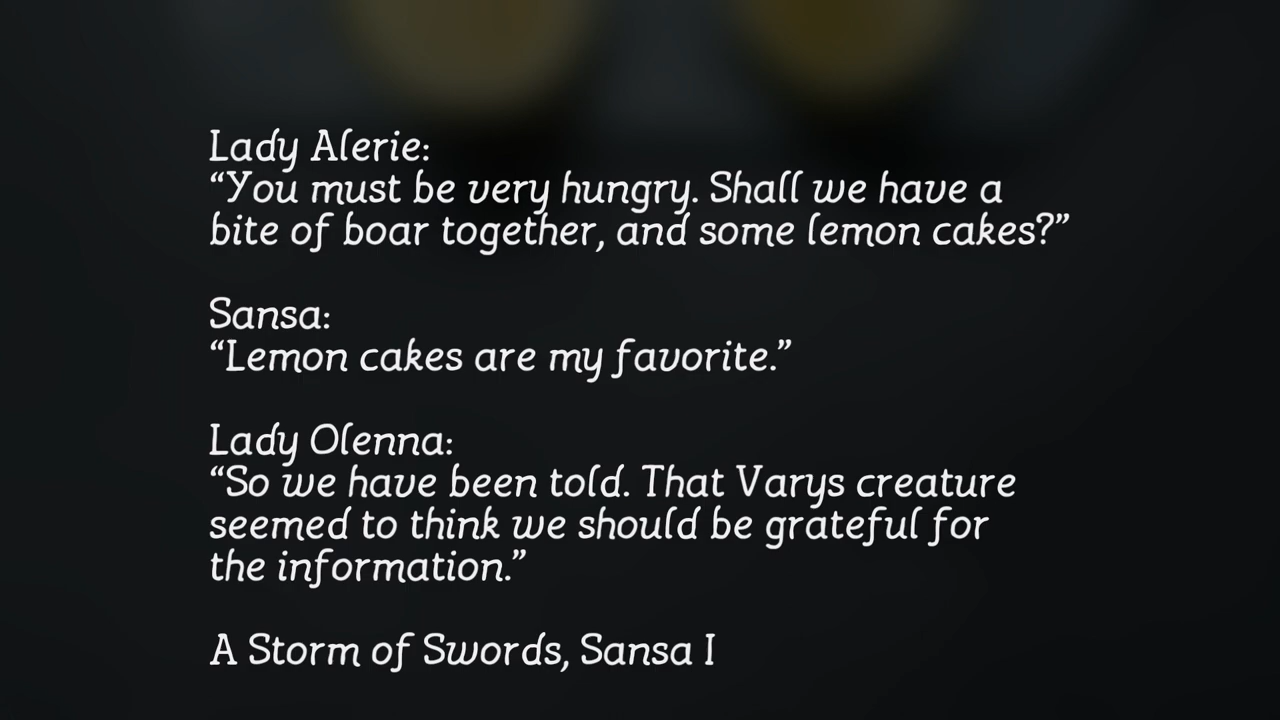 Lady Alerie:
“You must be very hungry. Shall we have a
bite of boar together, and some lemon cakes?”
Sansa:
“Lemon cakes are my favorite.”
Lady Olenna:
“So we have been told. That Varys creature
seemed to think we should be grateful for
the information.”
A Storm of Swords, Sansa I